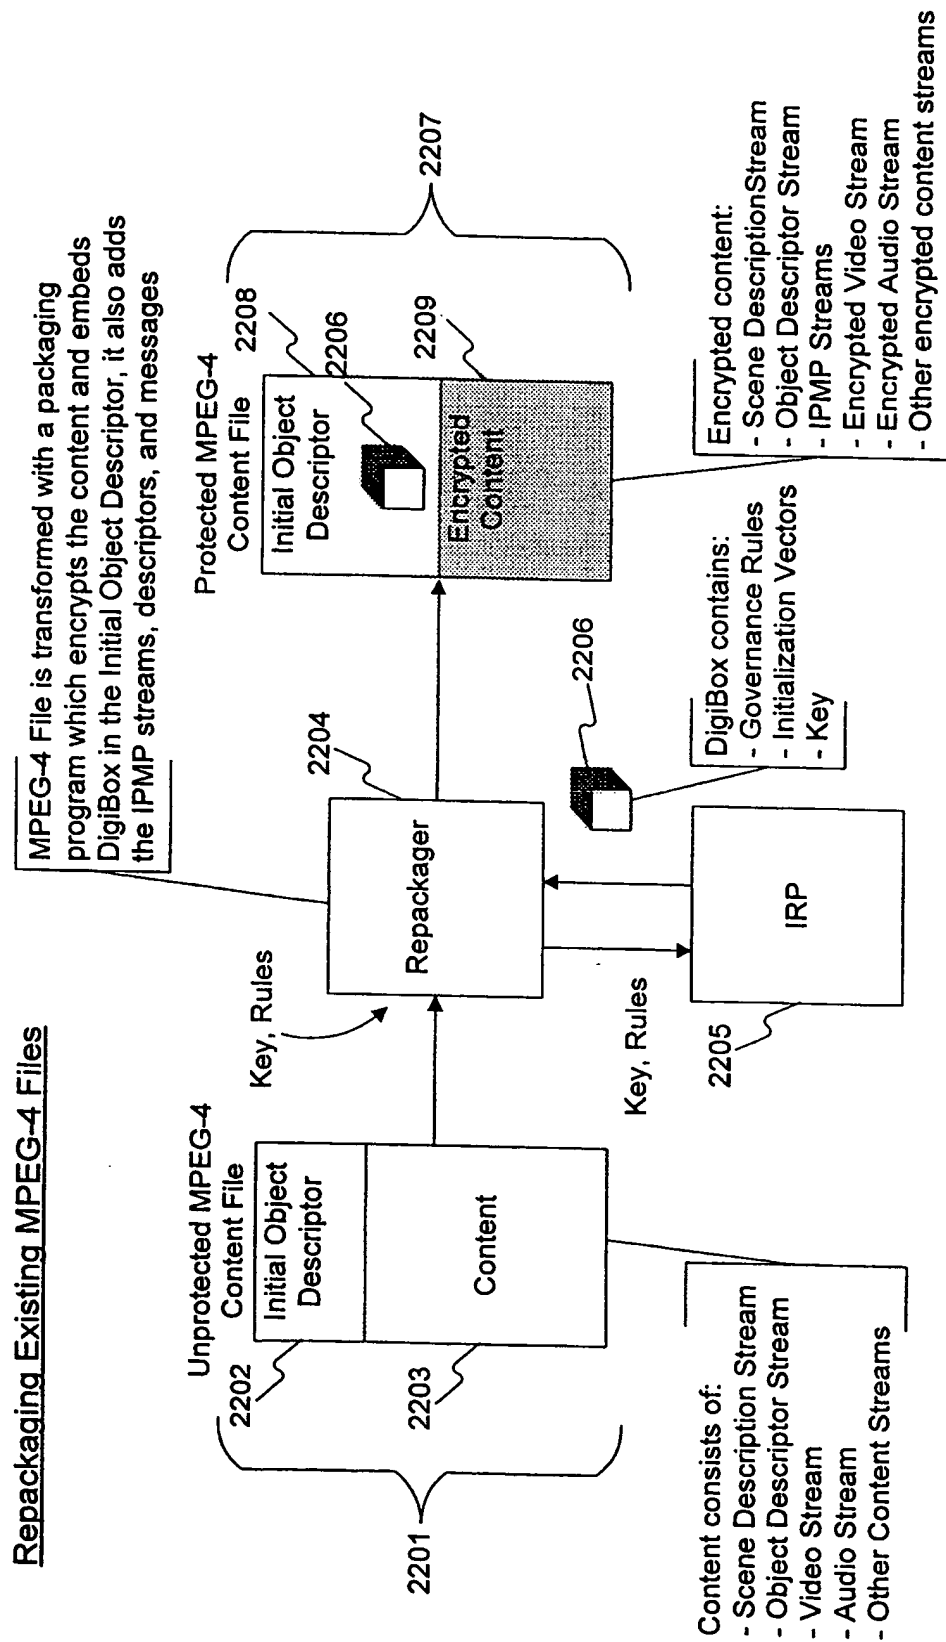 Repackaging Existing MPEG-4 Files
MPEG-4 File is transformed with a packaging
program which encrypts the content and embeds
DigiBox in the Initial Object Descriptor, it also adds
the IPMP streams, descriptors, and messages
Unprotected MPEG-4
Content File
Initial Object
Descriptor
Content
2201
2202
2203
Content consists of:
- Scene Description Stream
- Object Descriptor Stream
- Video Stream
- Audio Stream
- Other Content Streams
Key, Rules
Repackager
2204
Key, Rules
IRP
2205
2206
DigiBox contains:
- Governance Rules
- Initialization Vectors
- Key
Protected MPEG-4
Content File
Initial Object
Descriptor
Encrypted
Content
2208
2206
2209
2207
Encrypted content:
- Scene DescriptionStream
- Object Descriptor Stream
- IPMP Streams
- Encrypted Video Stream
- Encrypted Audio Stream
- Other encrypted content streams